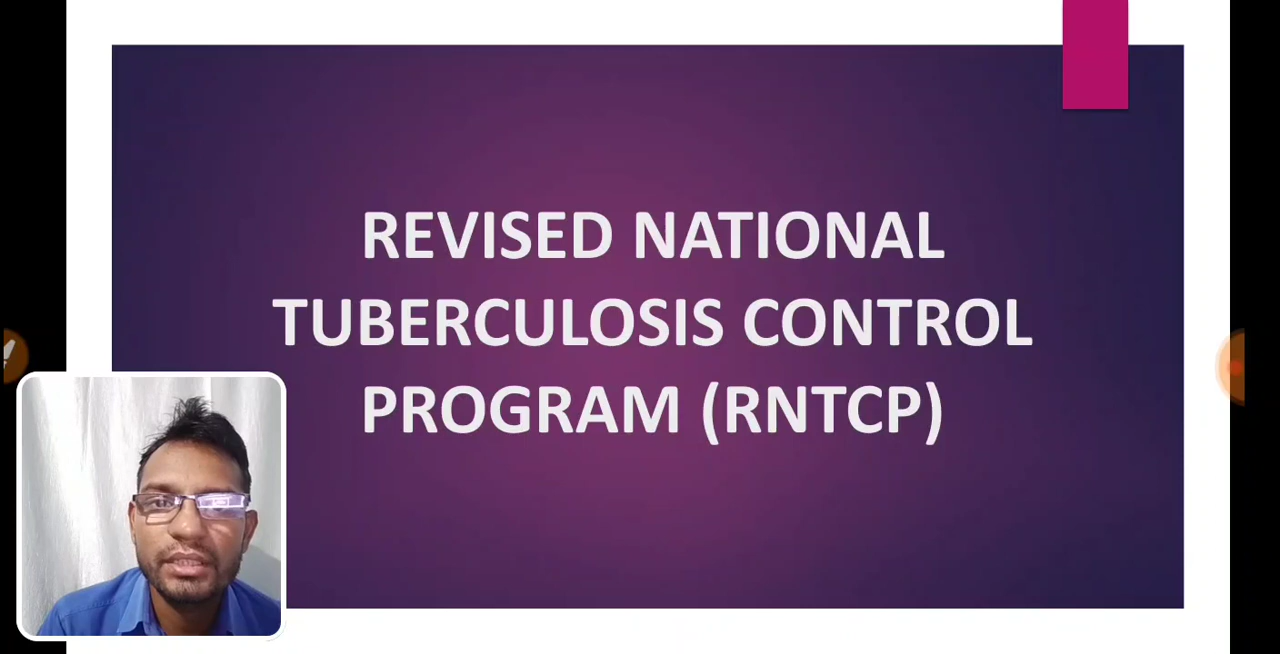 REVISED NATIONAL
TUBERCULOSIS CONTROL
PROGRAM (RNTCP)